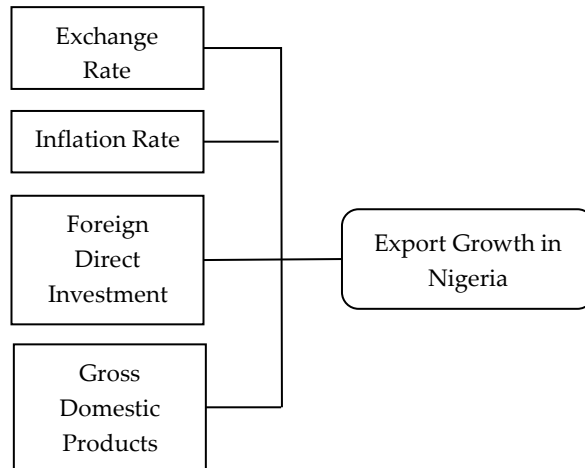 Exchange
Rate
Inflation Rate
Foreign
Direct
Investment
Export Growth in
Nigeria
Gross
Domestic
Products